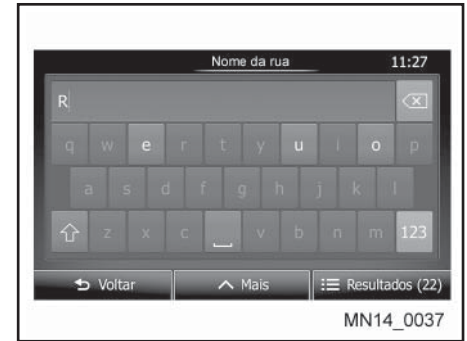 Nome da rua 11:27
R
q w e r t y u i o p
a s d f g h j k l
z x c v b n m 123
Voltar Mais Resultados (22)
MN14_0037